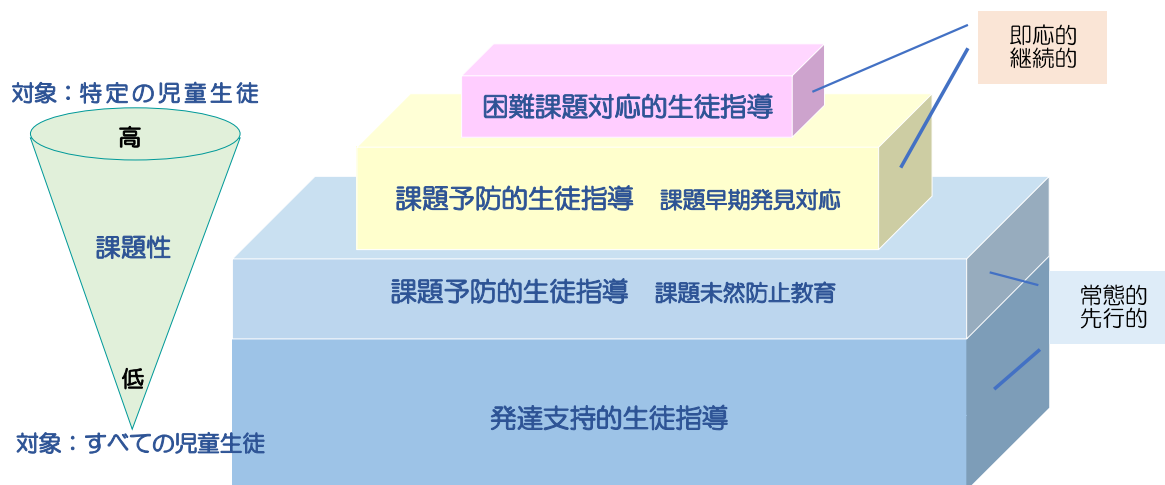 即応的
継続的
対象：特定の児童生徒
高
困難課題対応的生徒指導
課題予防的生徒指導　課題早期発見対応
課題性
課題予防的生徒指導　課題未然防止教育
常態的
先行的
低
発達支持的生徒指導
対象：すべての児童生徒